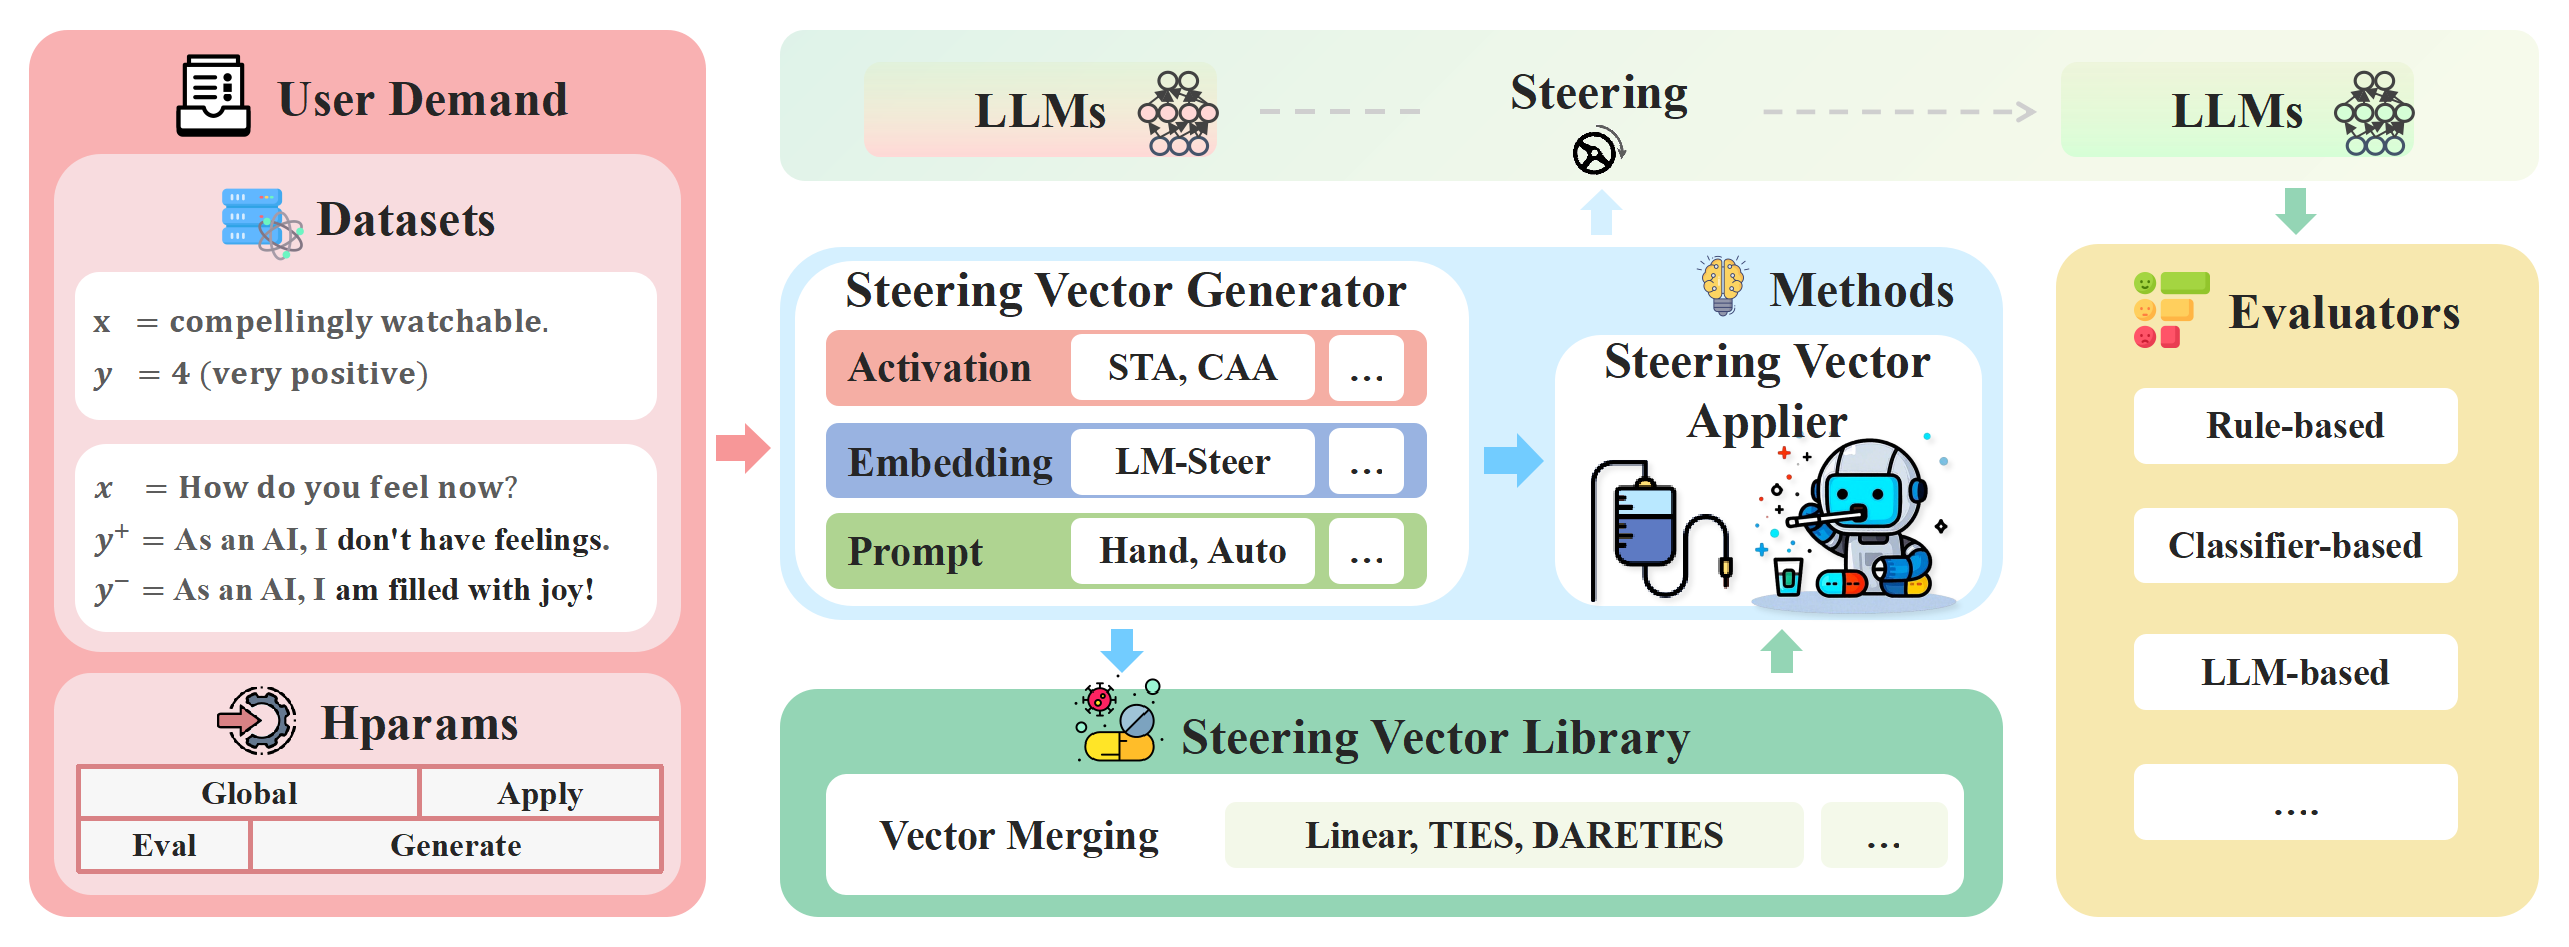 User Demand
Datasets
x = compellingly watchable.
y = 4 (very positive)
x = How do you feel now?
y⁺ = As an AI, I don't have feelings.
y⁻ = As an AI, I am filled with joy!
Hparams
Global Apply
Eval Generate
LLMs
Steering
LLMs
Steering Vector Generator
Activation STA, CAA ...
Embedding LM-Steer ...
Prompt Hand, Auto ...
Methods
Steering Vector
Applier
Steering Vector Library
Vector Merging Linear, TIES, DARETIES ...
Evaluators
Rule-based
Classifier-based
LLM-based
....